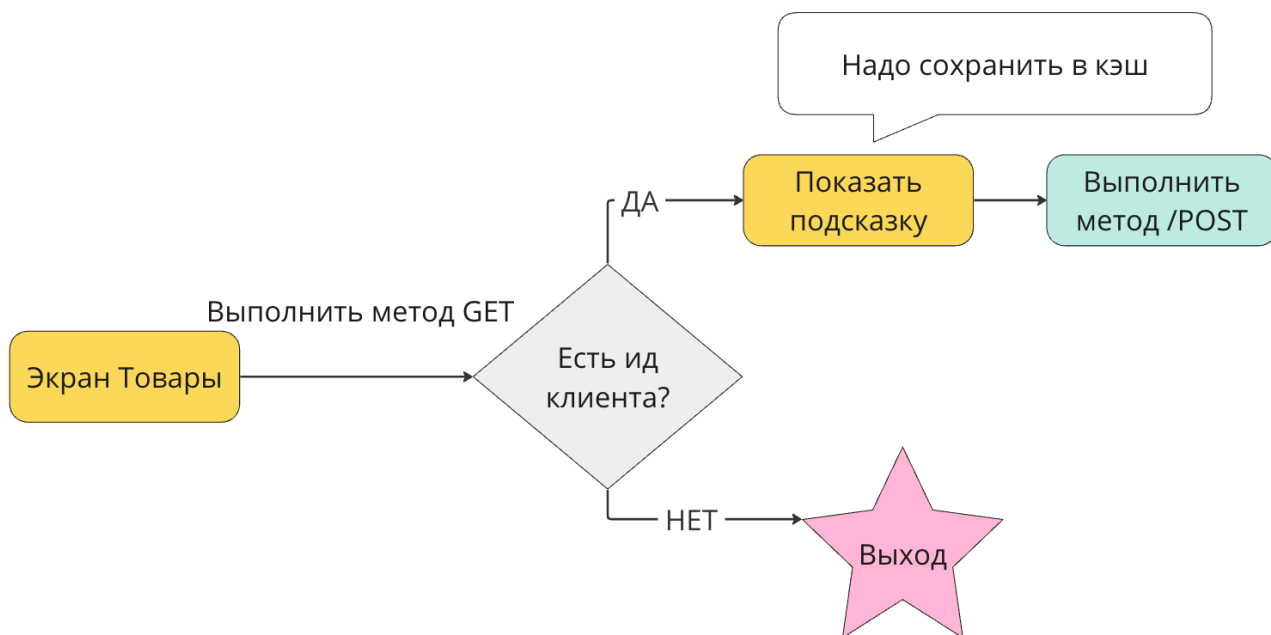 Надо сохранить в кэш
Показать
подсказку
Выполнить
метод /POST
ДА
Выполнить метод GET
Экран Товары
Есть ид
клиента?
НЕТ
Выход